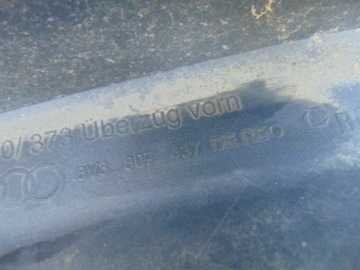 0/ 373 Überzug vorn
8V3 807 437 DE REO